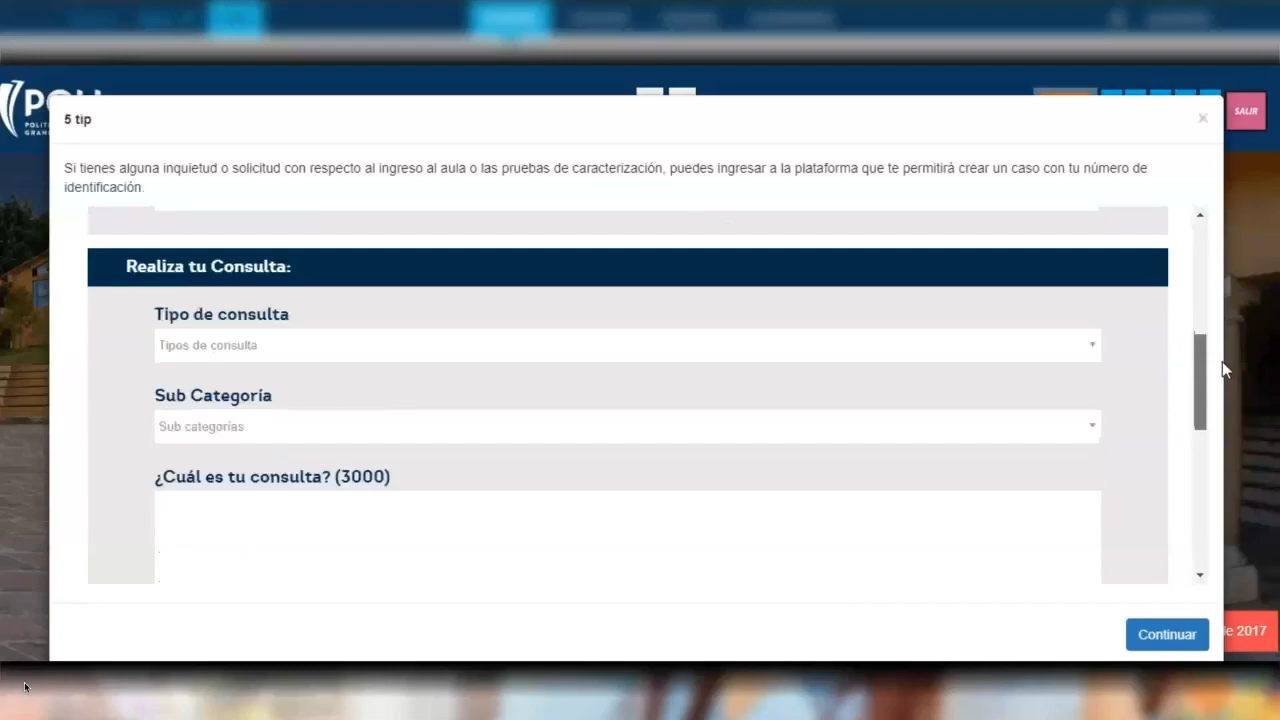 SALIR
5 tip
×
Si tienes alguna inquietud o solicitud con respecto al ingreso al aula o las pruebas de caracterización, puedes ingresar a la plataforma que te permitirá crear un caso con tu número de
identificación.
Realiza tu Consulta:
Tipo de consulta
Tipos de consulta
Sub Categoría
Sub categorías
¿Cuál es tu consulta? (3000)
Continuar
de 2017